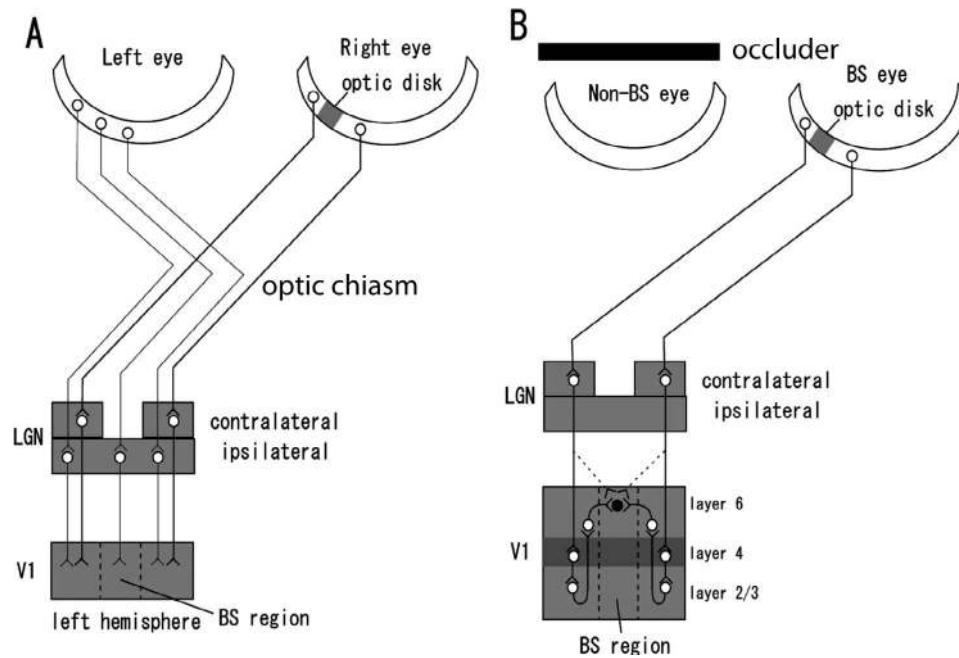 A
Left eye
Right eye
optic disk
optic chiasm
LGN
contralateral
ipsilateral
V1
left hemisphere
BS region
B
occluder
Non-BS eye
BS eye
optic disk
LGN
contralateral
ipsilateral
layer 6
V1
layer 4
layer 2/3
BS region